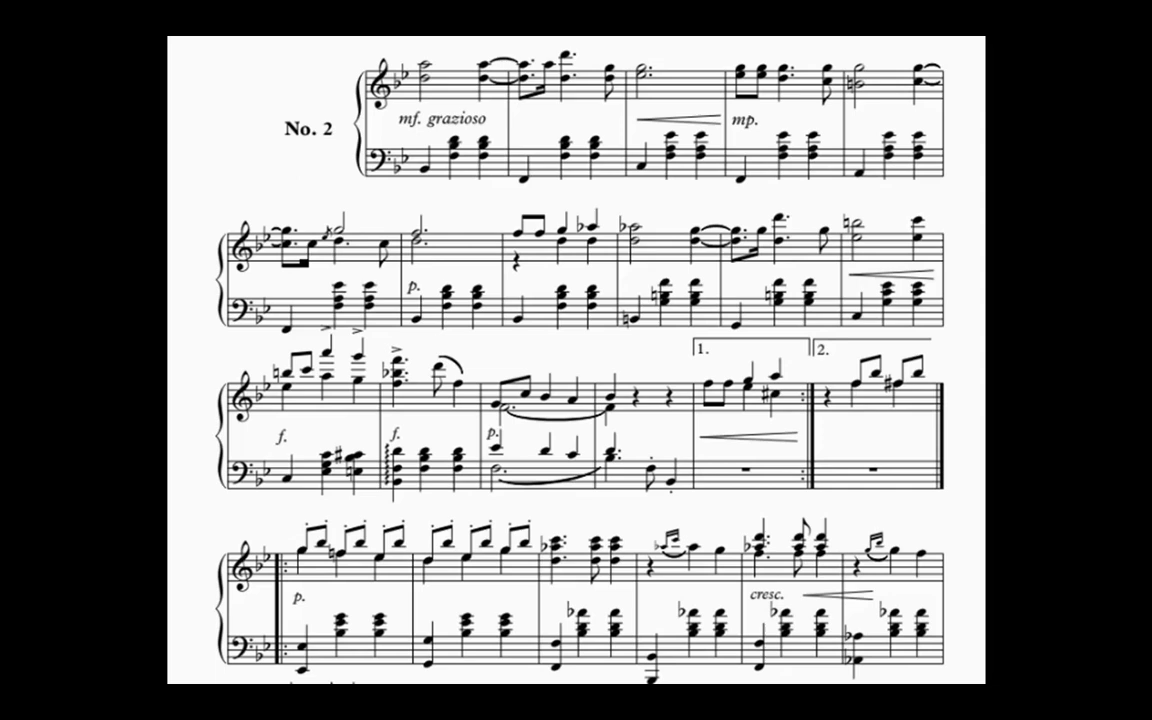 No. 2
mf. grazioso
mp.
p.
1.
2.
f.
f.
p.
p.
cresc.